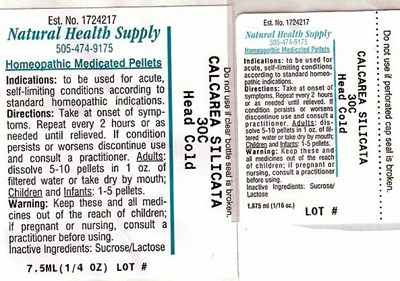 Est. No. 1724217
Natural Health Supply
505-474-9175
Homeopathic Medicated Pellets
Indications: to be used for acute,
self-limiting conditions according to
standard homeopathic indications.
Directions: Take at onset of symp-
toms. Repeat every 2 hours or as
needed until relieved. If condition
persists or worsens discontinue use
and consult a practitioner. Adults:
dissolve 5-10 pellets in 1 oz. of
filtered water or take dry by mouth;
Children and Infants: 1-5 pellets.
Warning: Keep these and all medi-
cines out of the reach of children;
if pregnant or nursing, consult a
practitioner before using.
Inactive Ingredients: Sucrose/Lactose
7.5ML(1/4 OZ) LOT #
CALCAREA SILICATA
30C
Head Cold
Do not use if clear bottle seal is broken.
Est. No. 1724217
Natural Health Supply
505-474-9175
Homeopathic Medicated Pellets
Indications: to be used for
acute, self-limiting conditions
according to standard homeo-
pathic indications.
Directions: Take at onset of
symptoms. Repeat every 2 hours
or as needed until relieved. If
condition persists or worsens
discontinue use and consult a
practitioner. Adults: dissolve
5-10 pellets in 1 oz. of filt-
ered water or take dry by mouth;
Children and Infants: 1-5 pellets.
Warning: Keep these and all
medicines out of the reach of
children; if pregnant or
nursing, consult a practitioner
before using.
Inactive Ingredients: Sucrose/
Lactose
1.875 ml (1/16 oz.)
LOT #
CALCAREA SILICATA
30C
Head Cold
Do not use if perforated cap seal is broken.